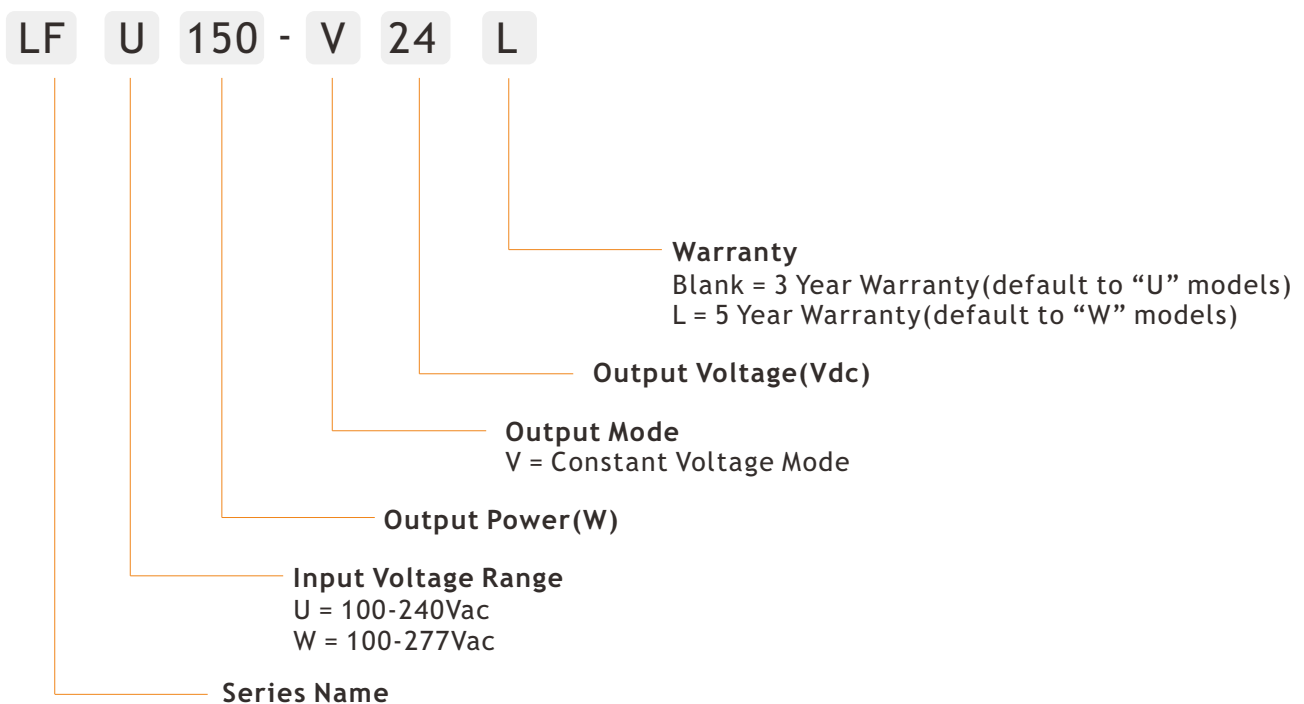 LF U 150 - V 24 L
Warranty
Blank = 3 Year Warranty(default to “U” models)
L = 5 Year Warranty(default to “W” models)
Output Voltage(Vdc)
Output Mode
V = Constant Voltage Mode
Output Power(W)
Input Voltage Range
U = 100-240Vac
W = 100-277Vac
Series Name